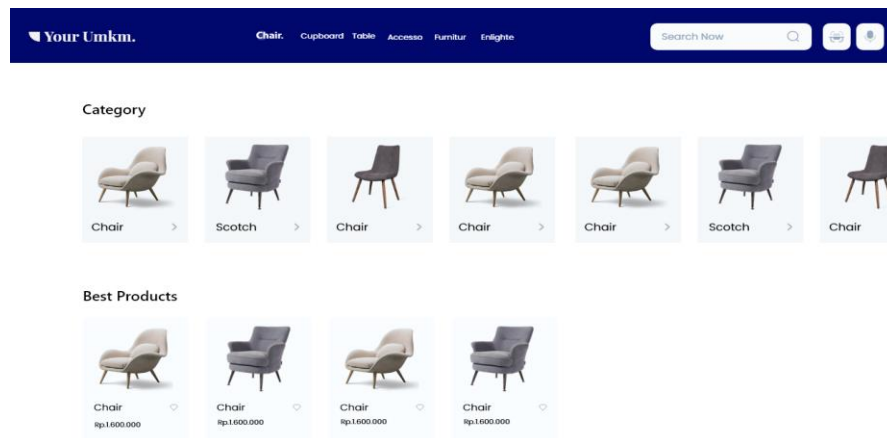 Your Umkm.
Chair. Cupboard Table Accesso Furnitur Enlighte
Search Now
Category
Chair Scotch Chair Chair Chair Scotch Chair
Best Products
Chair Chair Chair Chair
Rp.1.600.000 Rp.1.600.000 Rp.1.600.000 Rp.1.600.000